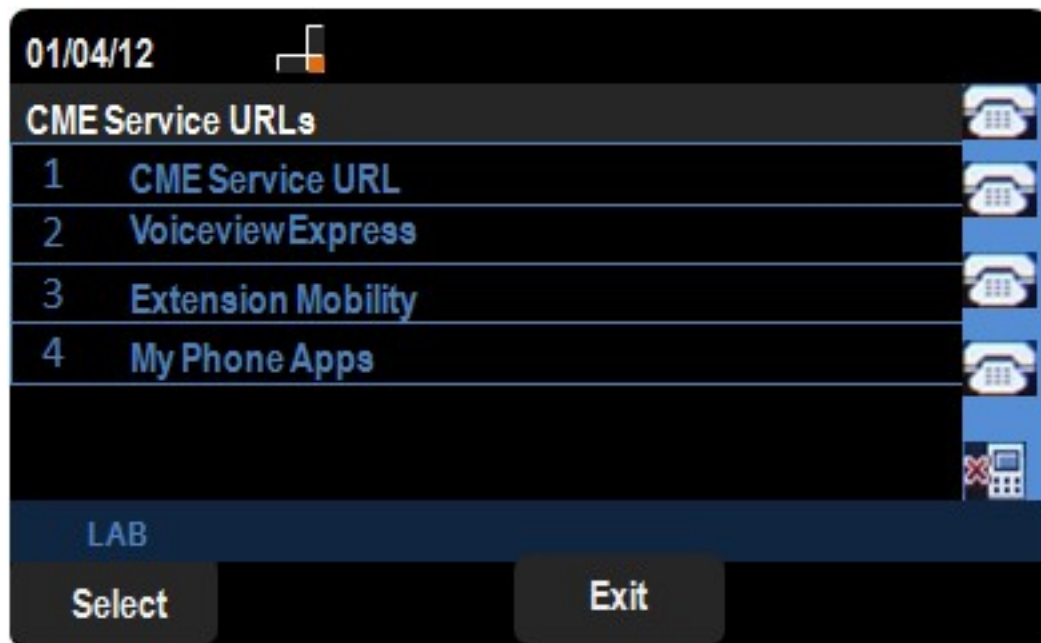 01/04/12
CME Service URLs
1 CME Service URL
2 VoiceviewExpress
3 Extension Mobility
4 My Phone Apps
LAB
Select Exit